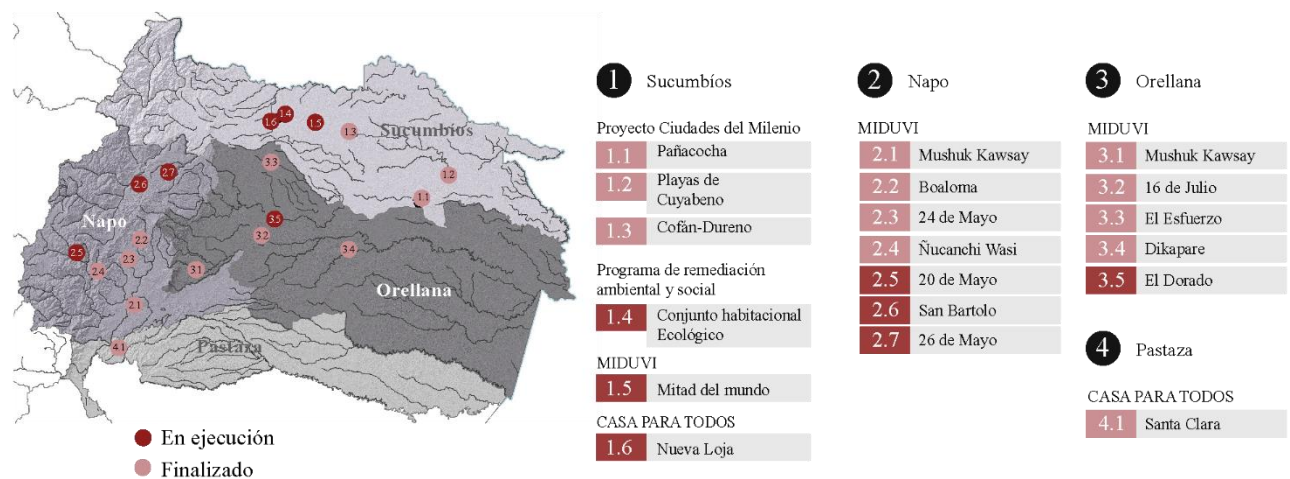 1.4
1.6
1.5
1.3
Sucumbíos
3.3
2.7
1.2
2.6
1.1
Napo
3.5
2.2
3.2
2.5
3.4
2.3
2.4
3.1
Orellana
2.1
4.1
Pastaza
En ejecución
Finalizado
1 Sucumbíos
Proyecto Ciudades del Milenio
1.1 Pañacocha
1.2 Playas de
Cuyabeno
1.3 Cofán-Dureno
Programa de remediación
ambiental y social
1.4 Conjunto habitacional
Ecológico
MIDUVI
1.5 Mitad del mundo
CASA PARA TODOS
1.6 Nueva Loja
2 Napo
MIDUVI
2.1 Mushuk Kawsay
2.2 Boaloma
2.3 24 de Mayo
2.4 Ñucanchi Wasi
2.5 20 de Mayo
2.6 San Bartolo
2.7 26 de Mayo
3 Orellana
MIDUVI
3.1 Mushuk Kawsay
3.2 16 de Julio
3.3 El Esfuerzo
3.4 Dikapare
3.5 El Dorado
4 Pastaza
CASA PARA TODOS
4.1 Santa Clara